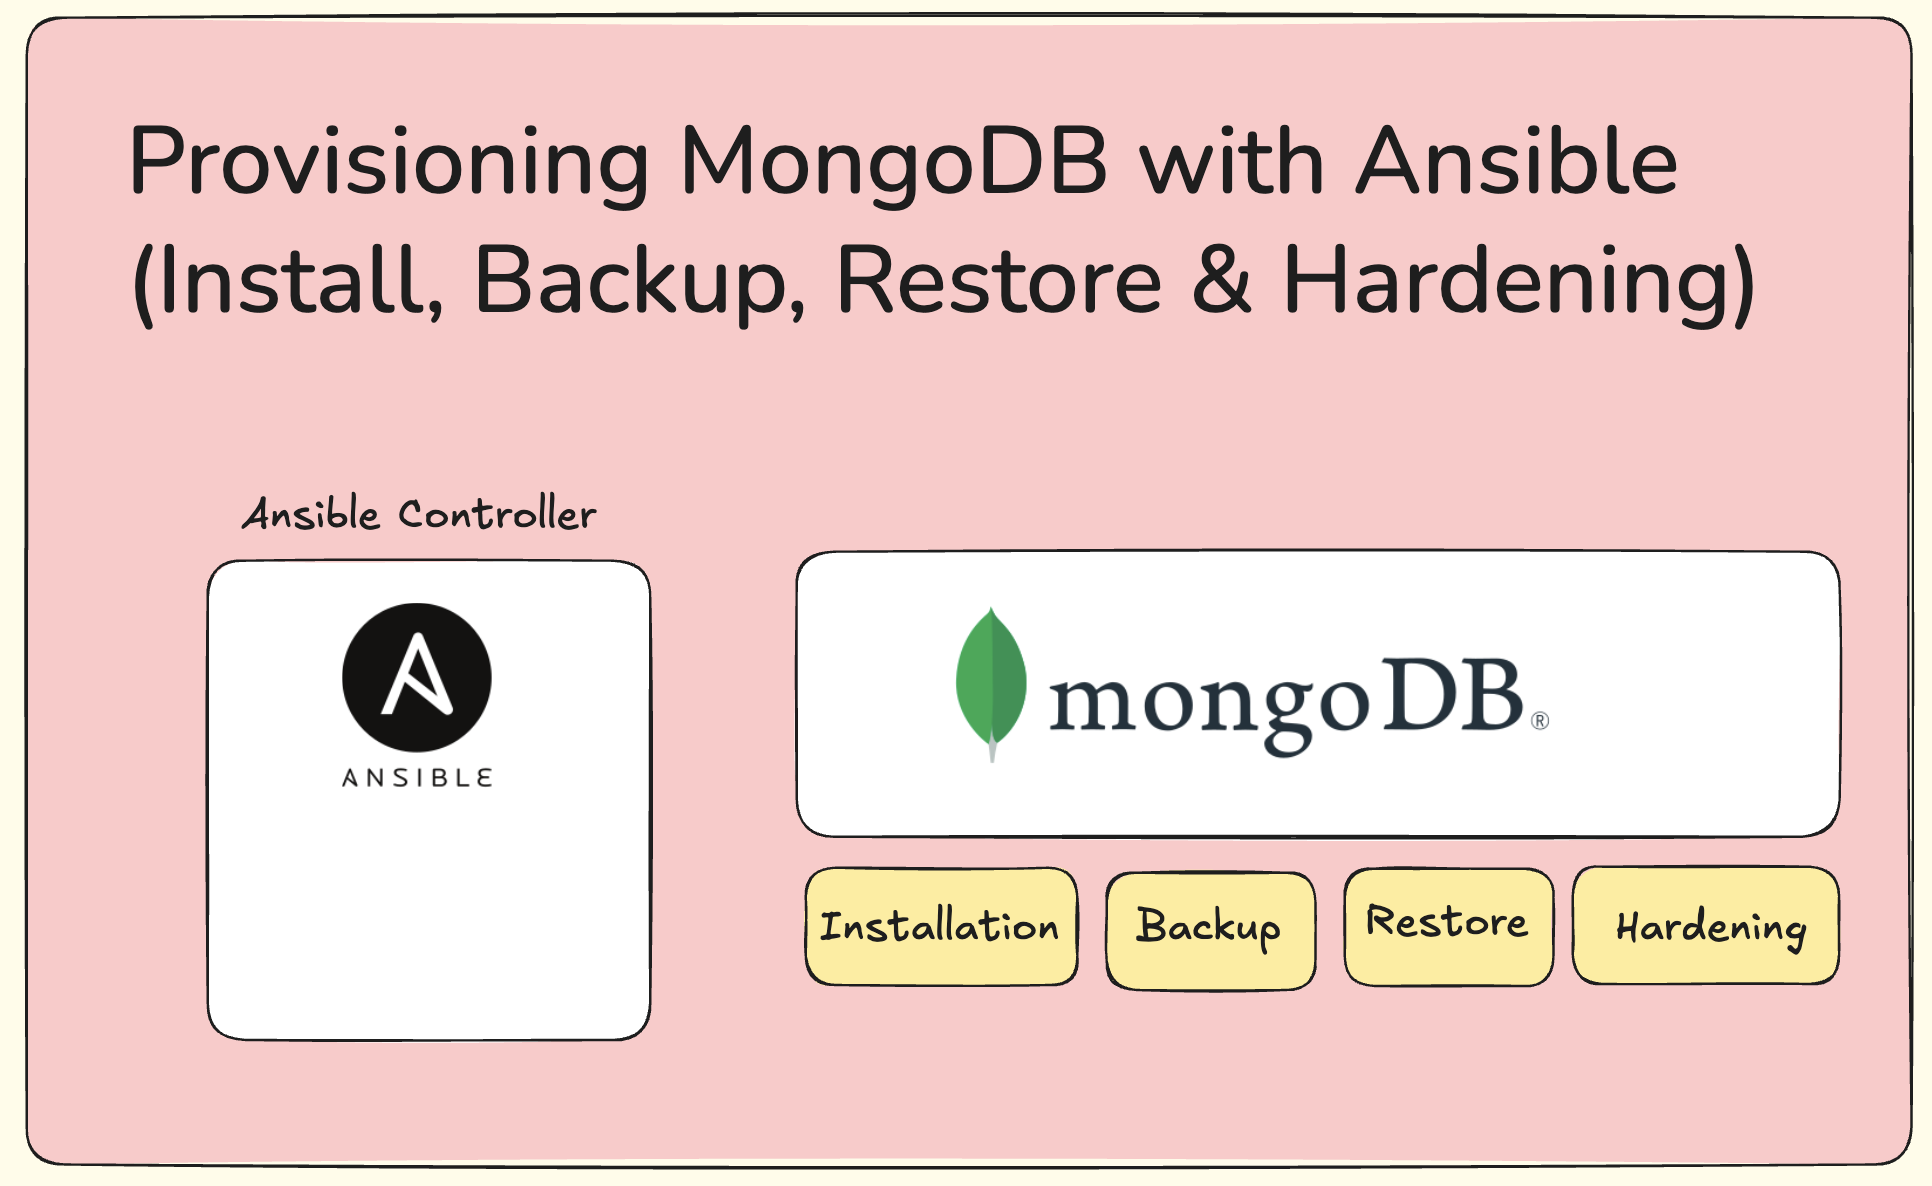 Provisioning MongoDB with Ansible
(Install, Backup, Restore & Hardening)
Ansible Controller
ANSIBLE
mongoDB®
Installation
Backup
Restore
Hardening